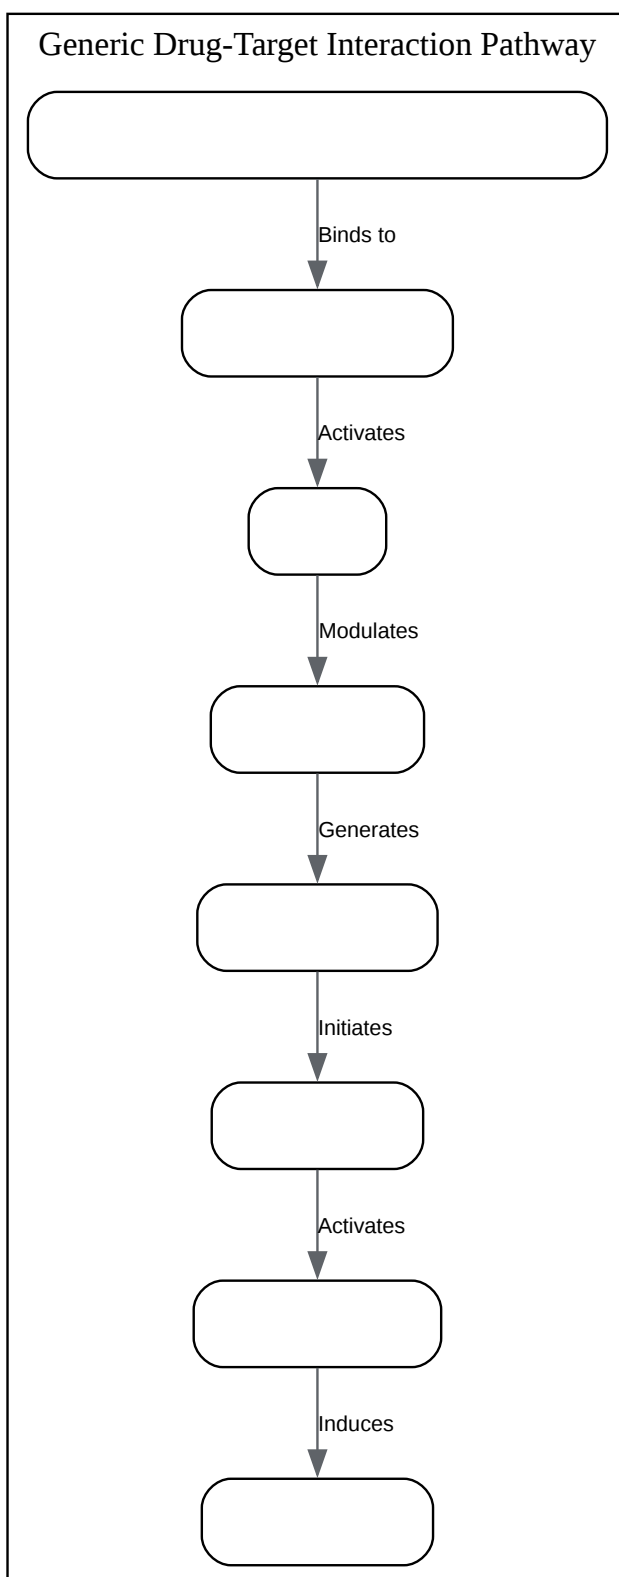 Generic Drug-Target Interaction Pathway
Binds to
Activates
Modulates
Generates
Initiates
Activates
Induces